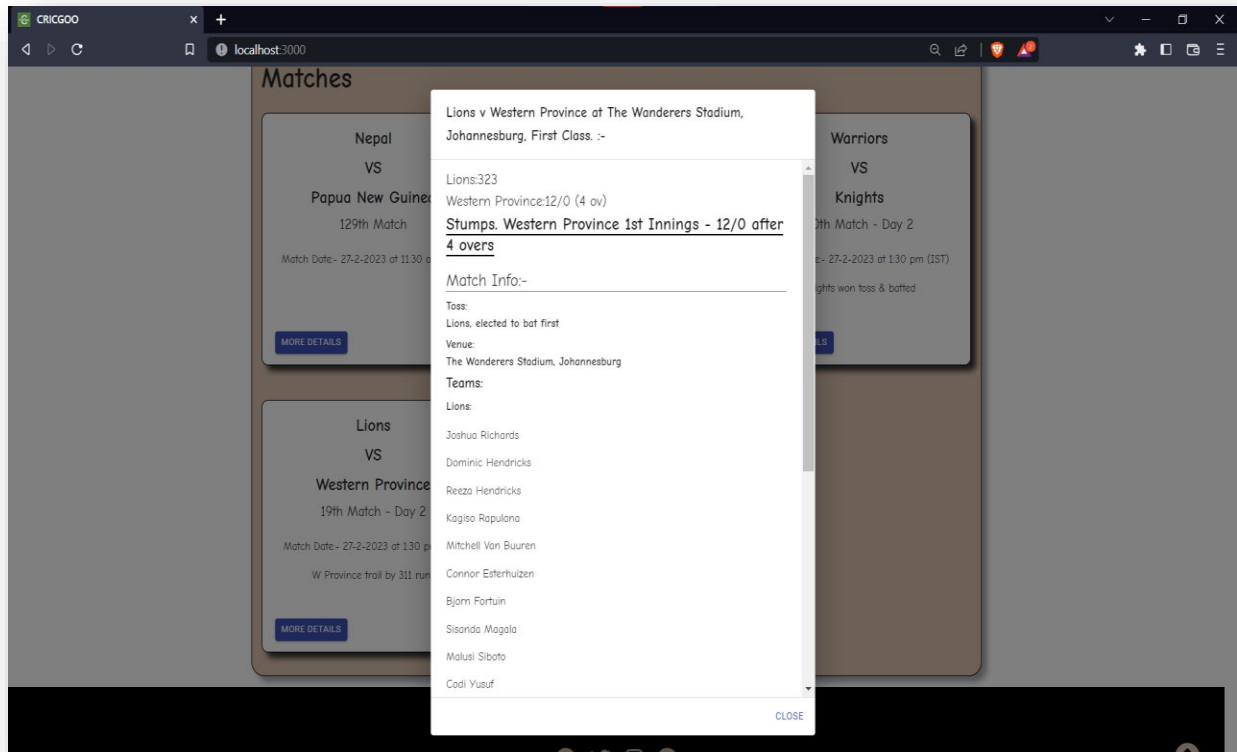 CRICGOO
localhost:3000
2
Matches
Nepal
VS
Papua New Guinea
129th Match
Match Date:- 27-2-2023 at 11:30
MORE DETAILS
Lions
VS
Western Province
19th Match - Day 2
Match Date:- 27-2-2023 at 1:30
W Province trail by 311 run
MORE DETAILS
Lions v Western Province at The Wanderers Stadium,
Johannesburg, First Class. :-
Lions:323
Western Province:12/0 (4 ov)
Stumps. Western Province 1st Innings - 12/0 after
4 overs
Match Info:-
Toss:
Lions, elected to bat first
Venue:
The Wanderers Stadium, Johannesburg
Teams:
Lions:
Joshua Richards
Dominic Hendricks
Reeza Hendricks
Kagiso Rapulana
Mitchell Van Buuren
Connor Esterhuizen
Bjorn Fortuin
Sisanda Magala
Malusi Siboto
Codi Yusuf
CLOSE
Warriors
VS
Knights
Match - Day 2
27-2-2023 at 1:30 pm (IST)
won toss & batted